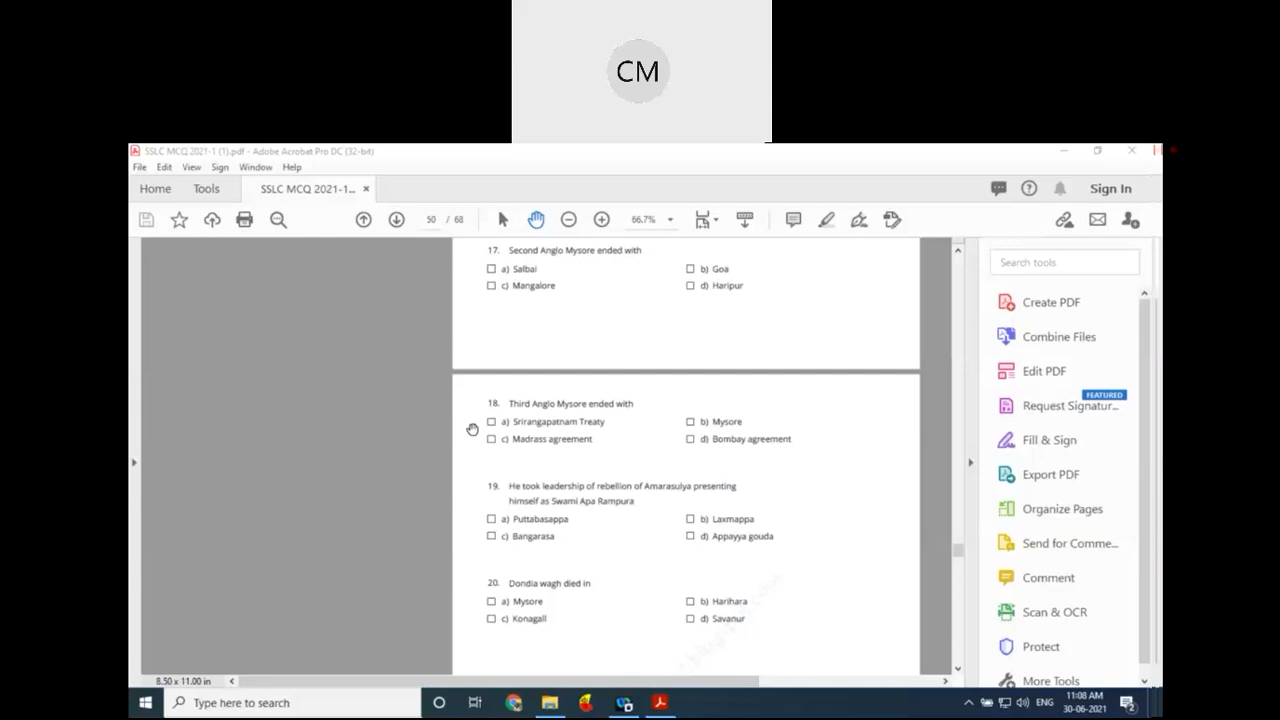 CM
SSLC MCQ 2021-1 (1).pdf - Adobe Acrobat Pro DC (32-bit)
File Edit View Sign Window Help
Home Tools SSLC MCQ 2021-1... × Sign In
50 / 68 66.7%
17. Second Anglo Mysore ended with
a) Salbai b) Goa
c) Mangalore d) Haripur
18. Third Anglo Mysore ended with
a) Srirangapatnam Treaty b) Mysore
c) Madrass agreement d) Bombay agreement
19. He took leadership of rebellion of Amarasulya presenting
himself as Swami Apa Rampura
a) Puttabasappa b) Laxmappa
c) Bangarasa d) Appayya gouda
20. Dondia wagh died in
a) Mysore b) Harihara
c) Konagall d) Savanur
8.50 x 11.00 in
Search tools
Create PDF
Combine Files
Edit PDF
FEATURED
Request Signatur...
Fill & Sign
Export PDF
Organize Pages
Send for Comme...
Comment
Scan & OCR
Protect
More Tools
Type here to search
ENG
11:08 AM
30-06-2021
2